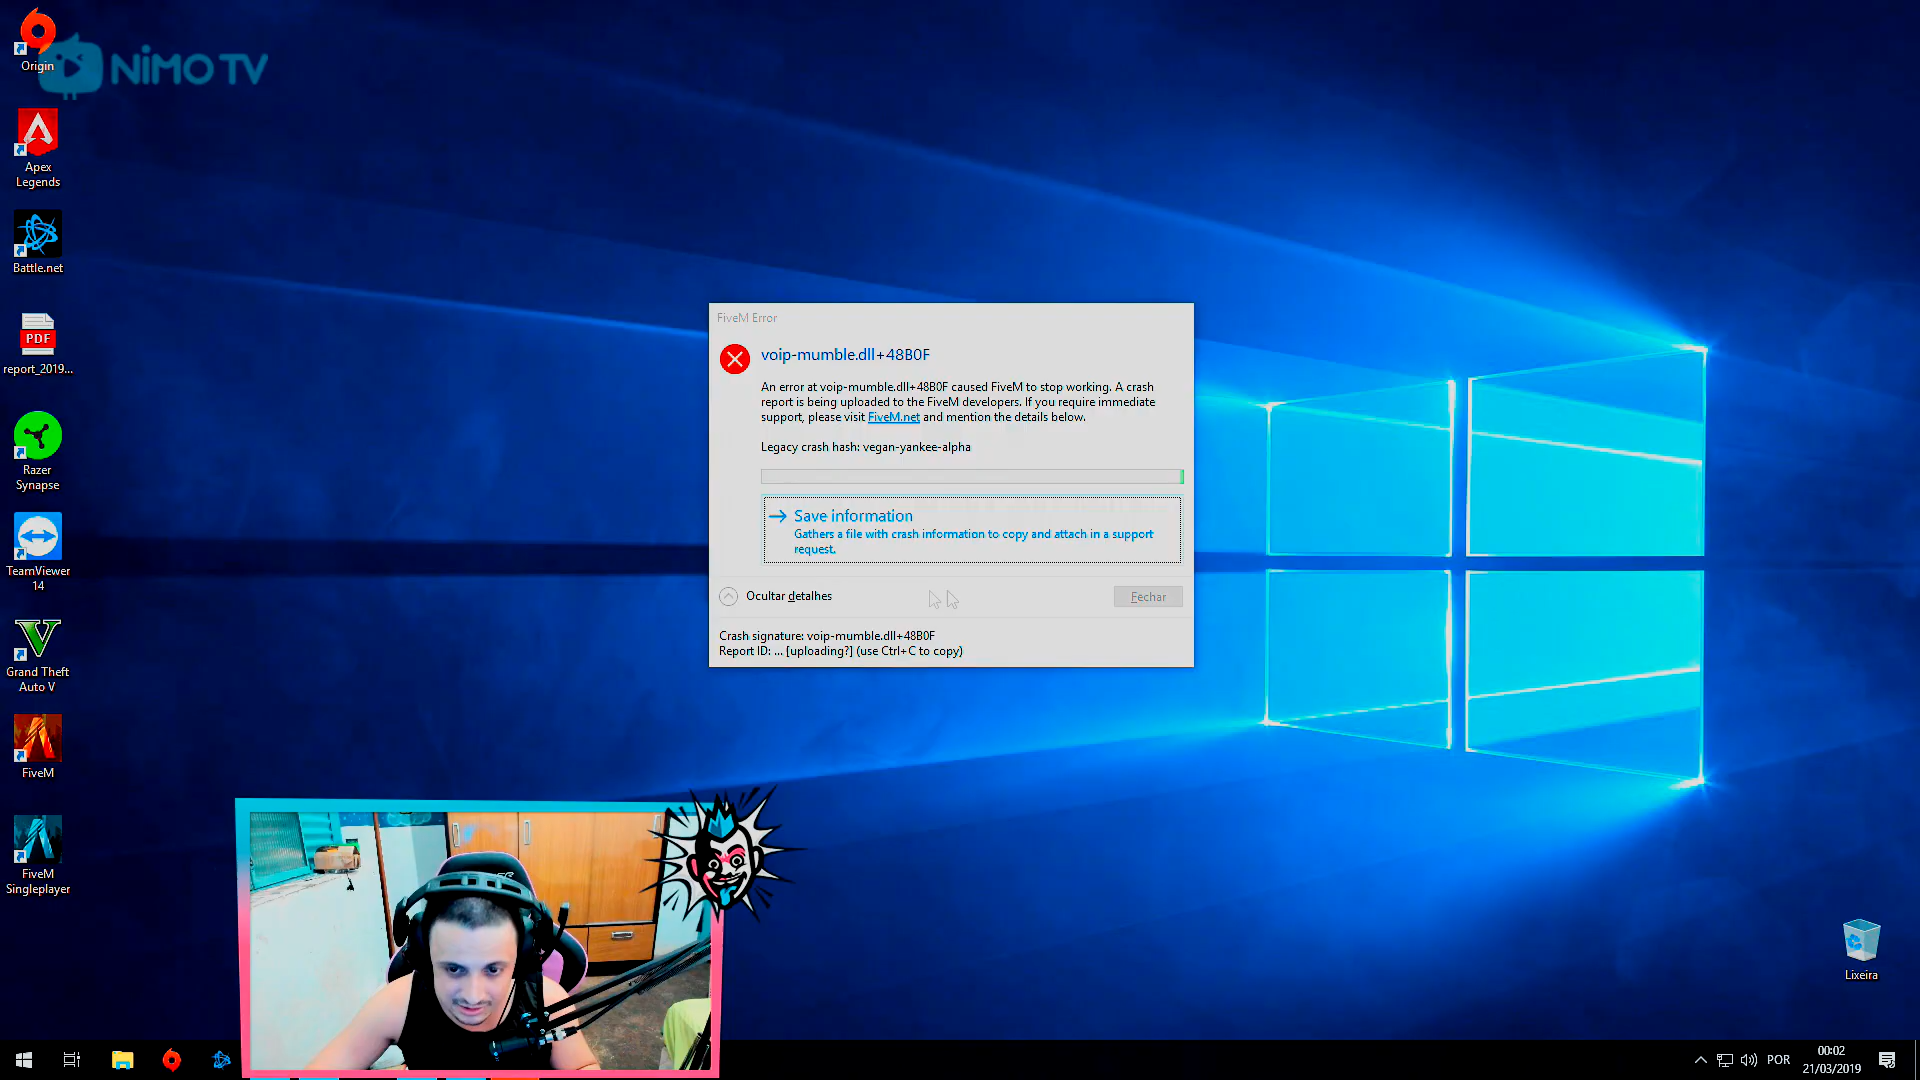 Origin
NiMO TV
Apex
Legends
Battle.net
PDF
report_2019...
Razer
Synapse
TeamViewer
14
Grand Theft
Auto V
FiveM
FiveM
Singleplayer
FiveM Error
voip-mumble.dll+48B0F
An error at voip-mumble.dll+48B0F caused FiveM to stop working. A crash
report is being uploaded to the FiveM developers. If you require immediate
support, please visit FiveM.net and mention the details below.
Legacy crash hash: vegan-yankee-alpha
Save information
Gathers a file with crash information to copy and attach in a support
request.
Ocultar detalhes
Fechar
Crash signature: voip-mumble.dll+48B0F
Report ID: ... [uploading?] (use Ctrl+C to copy)
Lixeira
POR
00:02
21/03/2019